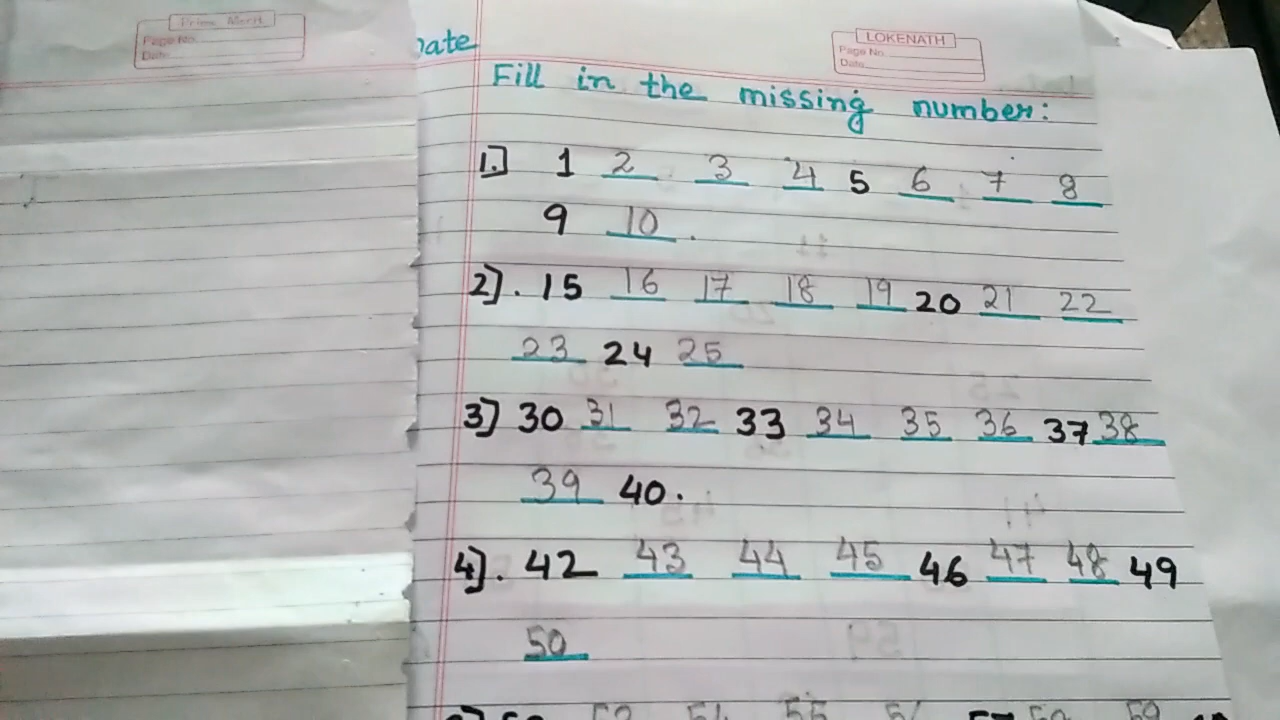 Prime Merit
Page No.
Date:
LOKENATH
Page No.
Date:
Fill in the missing number:
1.] 1 2 3 4 5 6 7 8
9 10 .
2]. 15 16 17 18 19 20 21 22
23 24 25
3] 30 31 32 33 34 35 36 37 38
39 40.
4]. 42 43 44 45 46 47 48 49
50